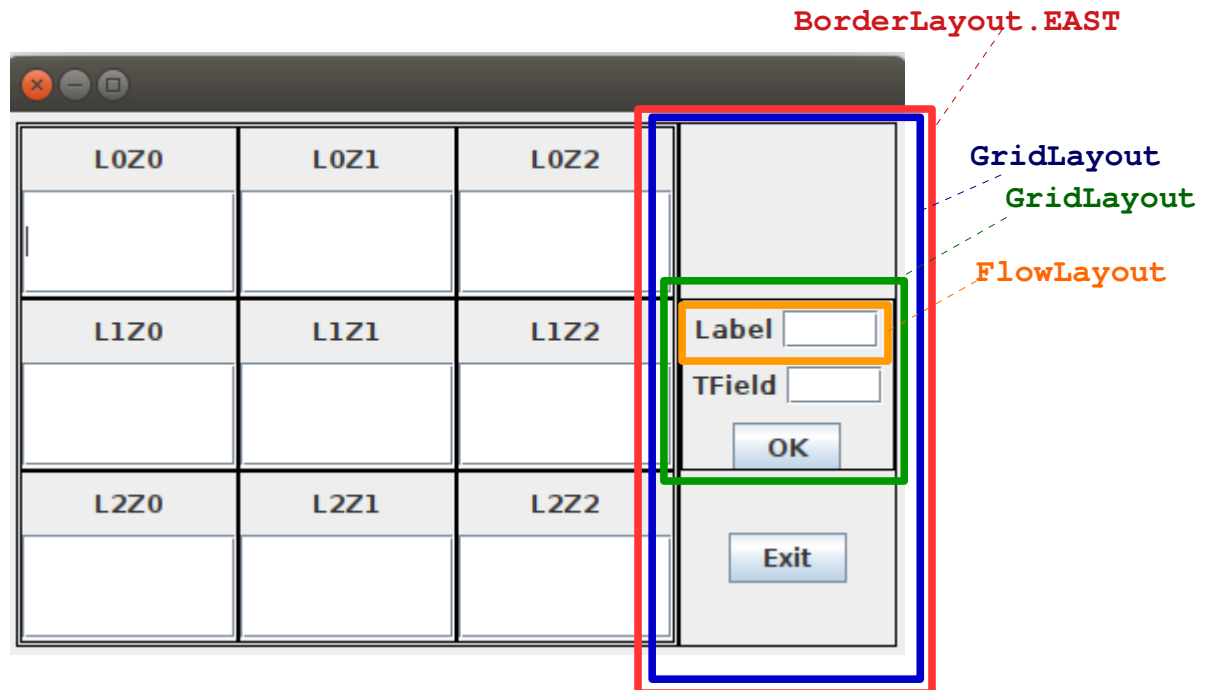 BorderLayout.EAST
L0Z0 L0Z1 L0Z2
GridLayout
GridLayout
FlowLayout
L1Z0 L1Z1 L1Z2 Label
TField
OK
L2Z0 L2Z1 L2Z2
Exit